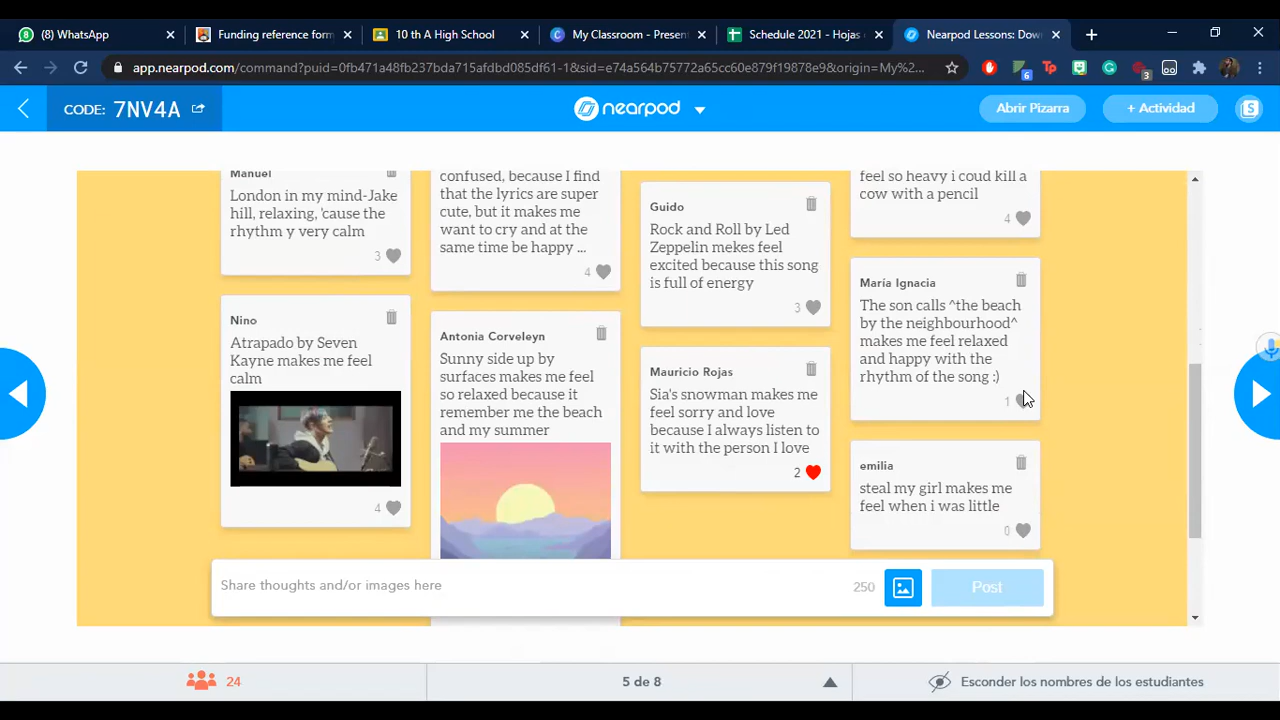 (8) WhatsApp
Funding reference form
10 th A High School
My Classroom - Present
Schedule 2021 - Hojas d
Nearpod Lessons: Dow
app.nearpod.com/command?puid=0fb471a48fb237bda715afdbd085df61-1&sid=e74a564b75772a65cc60e879f19878e9&origin=My%2...
6
3
CODE: 7NV4A
nearpod
Abrir Pizarra
+ Actividad
S
Manuel
London in my mind-Jake
hill, relaxing, 'cause the
rhythm y very calm
3
Nino
Atrapado by Seven
Kayne makes me feel
calm
4
confused, because I find
that the lyrics are super
cute, but it makes me
want to cry and at the
same time be happy ...
4
Antonia Corveleyn
Sunny side up by
surfaces makes me feel
so relaxed because it
remember me the beach
and my summer
Guido
Rock and Roll by Led
Zeppelin mekes feel
excited because this song
is full of energy
3
Mauricio Rojas
Sia's snowman makes me
feel sorry and love
because I always listen to
it with the person I love
2
feel so heavy i coud kill a
cow with a pencil
4
María Ignacia
The son calls ^the beach
by the neighbourhood^
makes me feel relaxed
and happy with the
rhythm of the song :)
1
emilia
steal my girl makes me
feel when i was little
0
Share thoughts and/or images here
250
Post
24
5 de 8
Esconder los nombres de los estudiantes